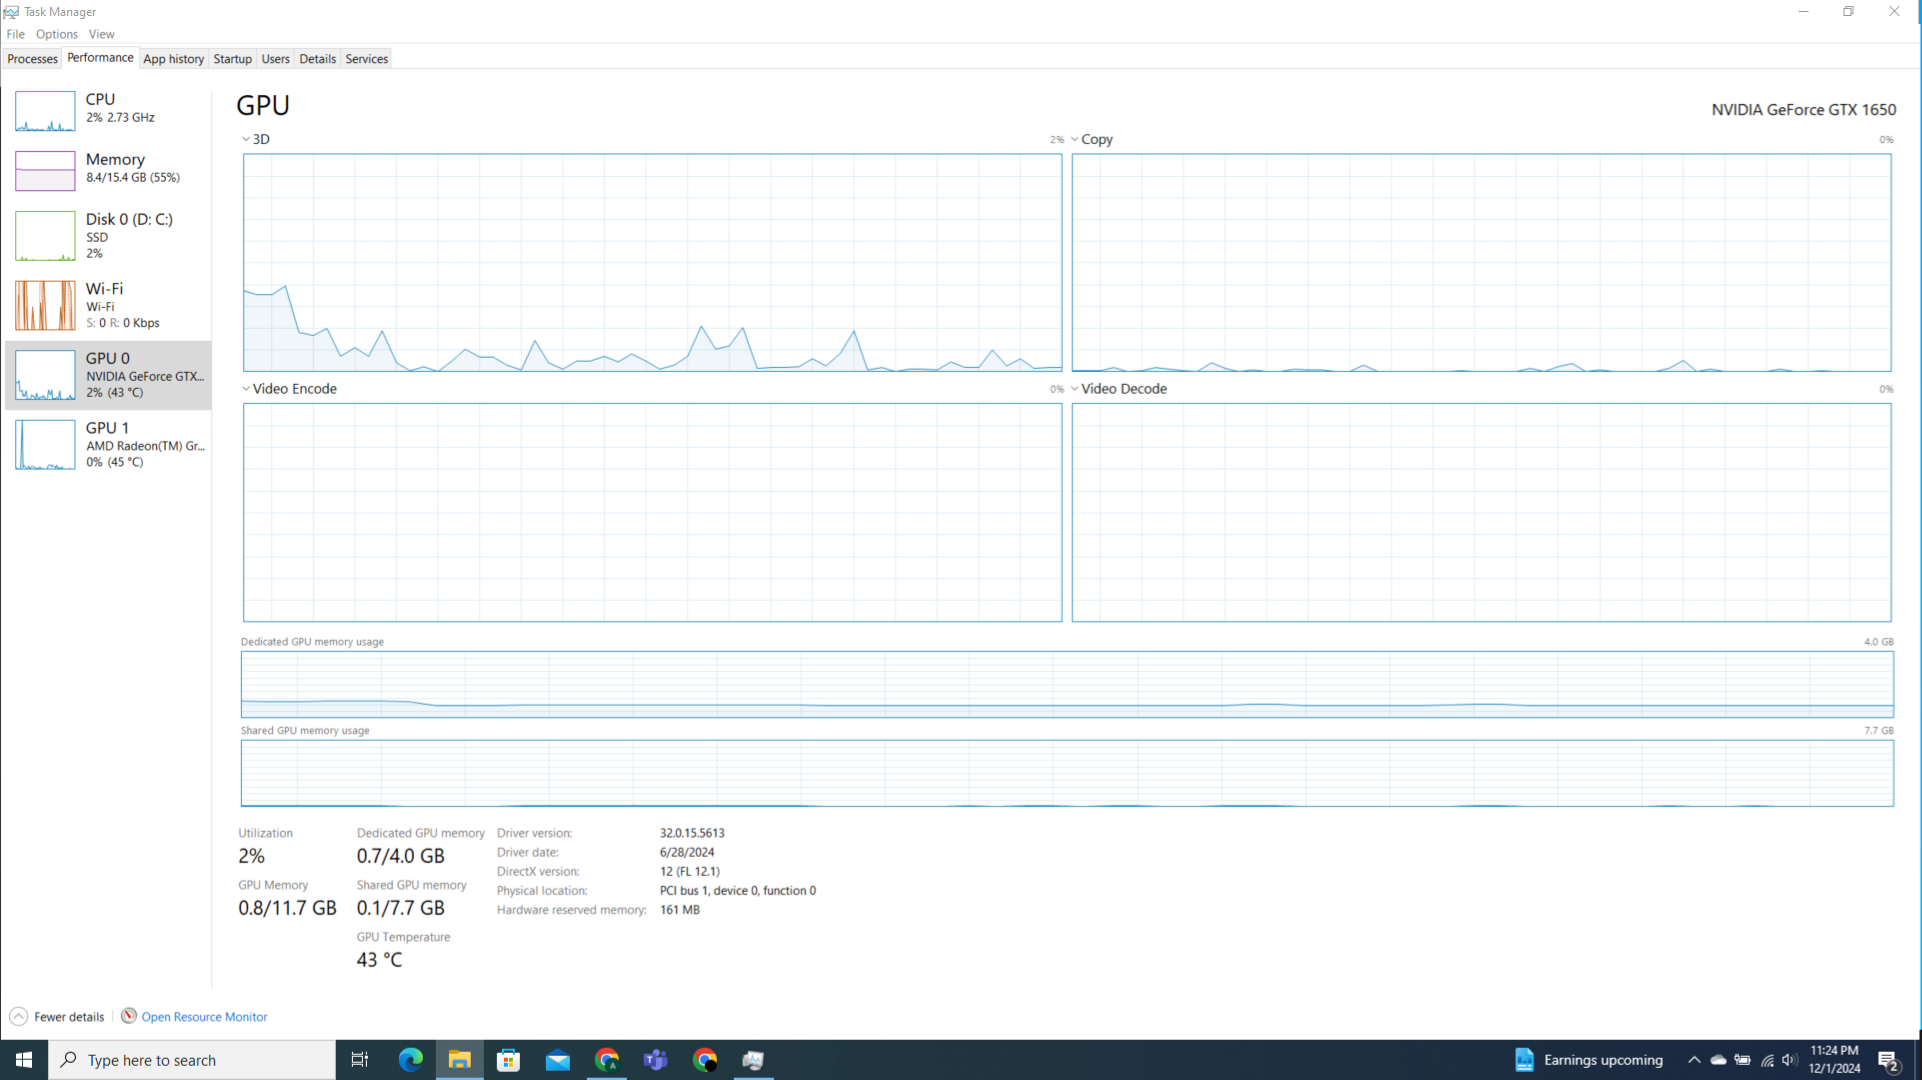 Task Manager
File Options View
Processes Performance App history Startup Users Details Services
CPU
2% 2.73 GHz
Memory
8.4/15.4 GB (55%)
Disk 0 (D: C:)
SSD
2%
Wi-Fi
Wi-Fi
S: 0 R: 0 Kbps
GPU 0
NVIDIA GeForce GTX...
2% (43 °C)
GPU 1
AMD Radeon(TM) Gr...
0% (45 °C)
GPU
NVIDIA GeForce GTX 1650
3D 2%
Copy 0%
Video Encode 0%
Video Decode 0%
Dedicated GPU memory usage 4.0 GB
Shared GPU memory usage 7.7 GB
Utilization
2%
GPU Memory
0.8/11.7 GB
Dedicated GPU memory
0.7/4.0 GB
Shared GPU memory
0.1/7.7 GB
GPU Temperature
43 °C
Driver version: 32.0.15.5613
Driver date: 6/28/2024
DirectX version: 12 (FL 12.1)
Physical location: PCI bus 1, device 0, function 0
Hardware reserved memory: 161 MB
Fewer details Open Resource Monitor
Type here to search
Earnings upcoming
11:24 PM
12/1/2024
2